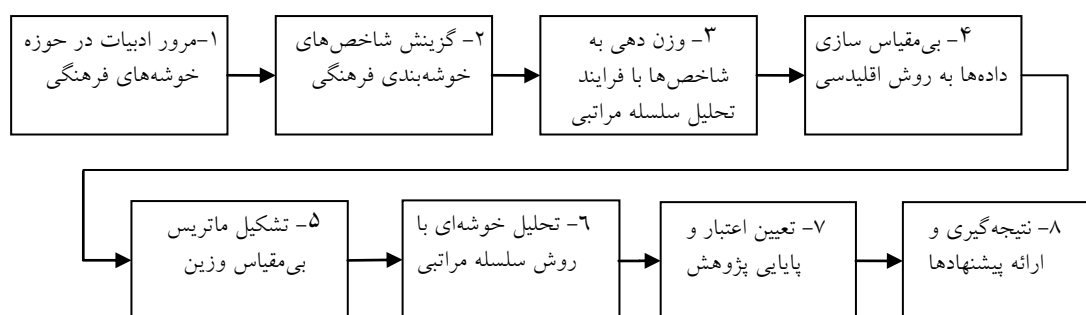 ۱-مرور ادبیات در حوزه
خوشه‌های فرهنگی
۲- گزینش شاخص‌های
خوشه‌بندی فرهنگی
۳- وزن دهی به
شاخص‌ها با فرایند
تحلیل سلسله مراتبی
۴- بی‌مقیاس سازی
داده‌ها به روش اقلیدسی
۵- تشکیل ماتریس
بی‌مقیاس وزین
۶- تحلیل خوشه‌ای با
روش سلسله مراتبی
۷- تعیین اعتبار و
پایایی پژوهش
۸- نتیجه‌گیری و
ارائه پیشنهادها